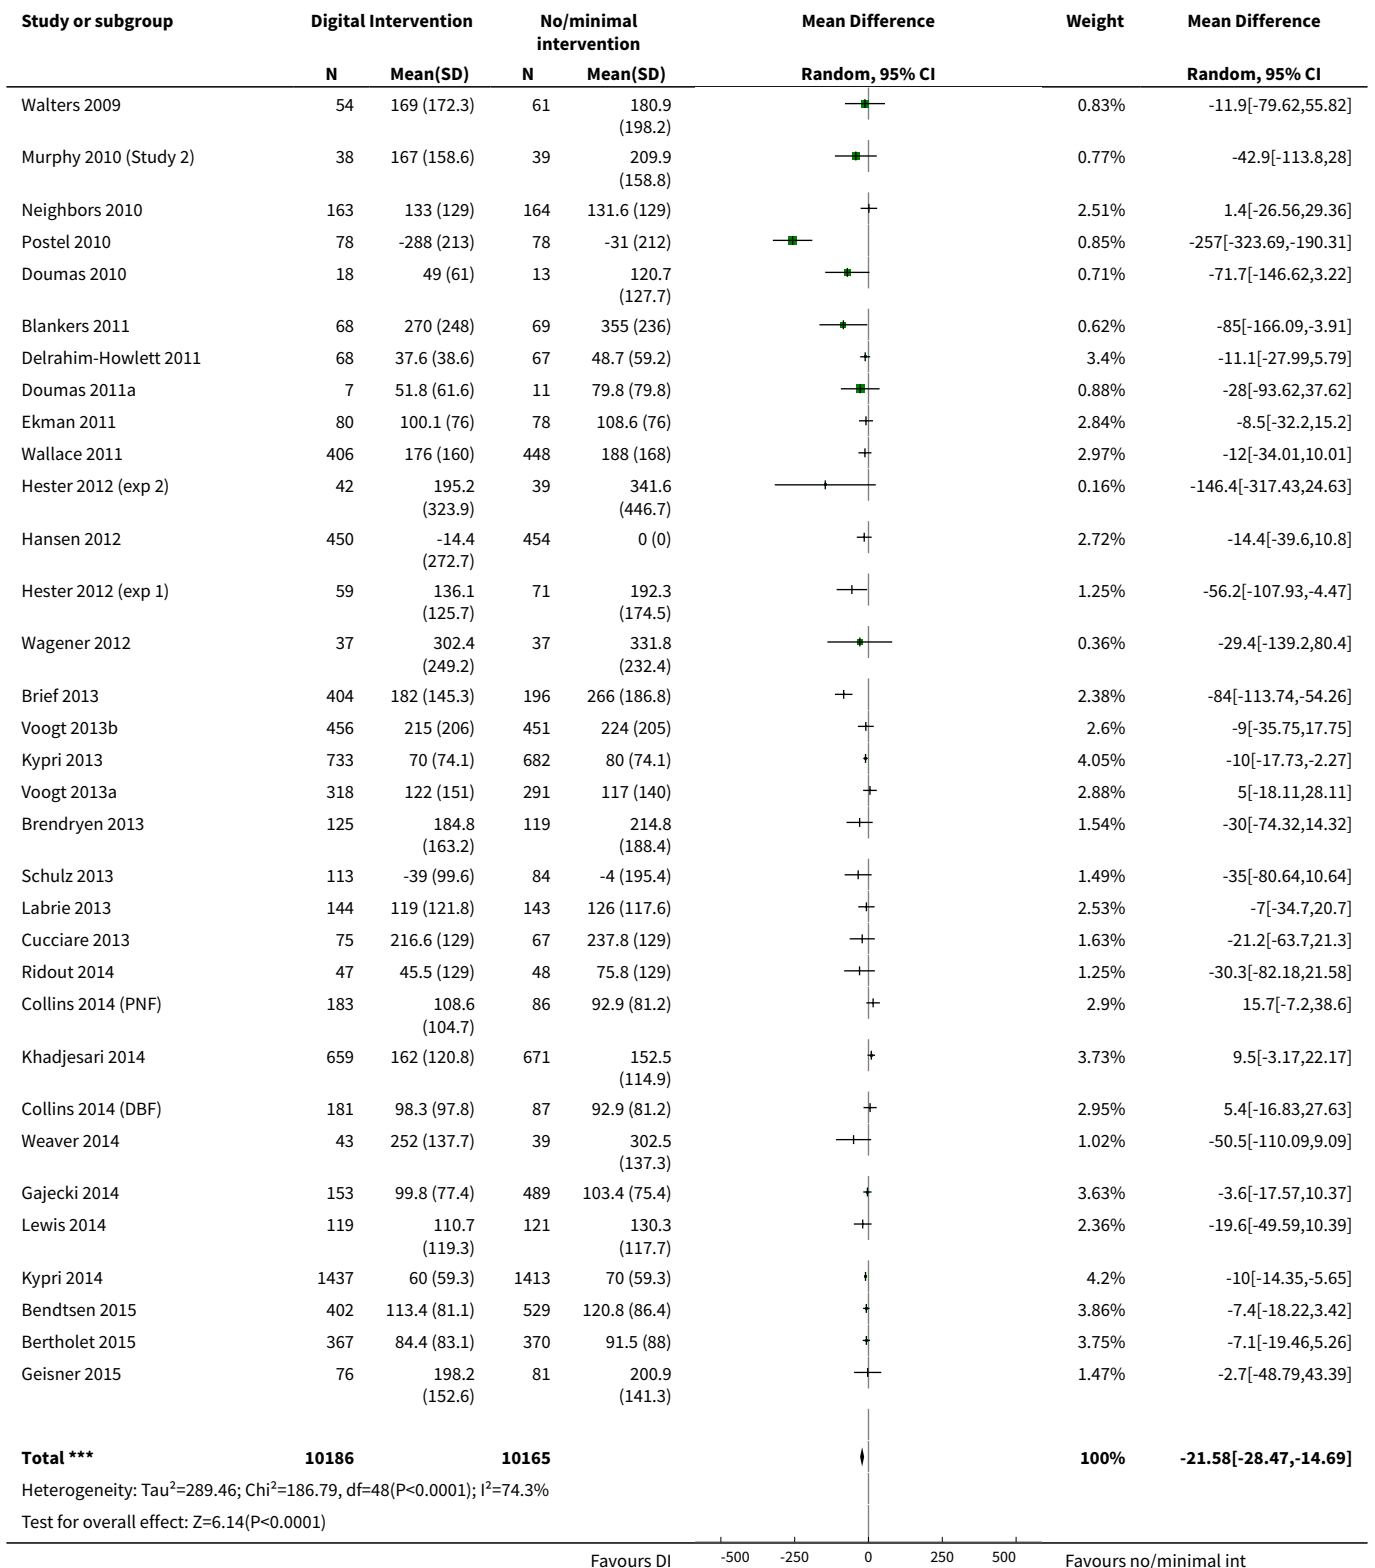 Study or subgroup Digital Intervention No/minimal Mean Difference Weight Mean Difference
intervention
N Mean(SD) N Mean(SD) Random, 95% CI Random, 95% CI
Walters 2009 54 169 (172.3) 61 180.9 0.83% -11.9[-79.62,55.82]
(198.2)
Murphy 2010 (Study 2) 38 167 (158.6) 39 209.9 0.77% -42.9[-113.8,28]
(158.8)
Neighbors 2010 163 133 (129) 164 131.6 (129) 2.51% 1.4[-26.56,29.36]
Postel 2010 78 -288 (213) 78 -31 (212) 0.85% -257[-323.69,-190.31]
Doumas 2010 18 49 (61) 13 120.7 0.71% -71.7[-146.62,3.22]
(127.7)
Blankers 2011 68 270 (248) 69 355 (236) 0.62% -85[-166.09,-3.91]
Delrahim-Howlett 2011 68 37.6 (38.6) 67 48.7 (59.2) 3.4% -11.1[-27.99,5.79]
Doumas 2011a 7 51.8 (61.6) 11 79.8 (79.8) 0.88% -28[-93.62,37.62]
Ekman 2011 80 100.1 (76) 78 108.6 (76) 2.84% -8.5[-32.2,15.2]
Wallace 2011 406 176 (160) 448 188 (168) 2.97% -12[-34.01,10.01]
Hester 2012 (exp 2) 42 195.2 39 341.6 0.16% -146.4[-317.43,24.63]
(323.9) (446.7)
Hansen 2012 450 -14.4 454 0 (0) 2.72% -14.4[-39.6,10.8]
(272.7)
Hester 2012 (exp 1) 59 136.1 71 192.3 1.25% -56.2[-107.93,-4.47]
(125.7) (174.5)
Wagener 2012 37 302.4 37 331.8 0.36% -29.4[-139.2,80.4]
(249.2) (232.4)
Brief 2013 404 182 (145.3) 196 266 (186.8) 2.38% -84[-113.74,-54.26]
Voogt 2013b 456 215 (206) 451 224 (205) 2.6% -9[-35.75,17.75]
Kypri 2013 733 70 (74.1) 682 80 (74.1) 4.05% -10[-17.73,-2.27]
Voogt 2013a 318 122 (151) 291 117 (140) 2.88% 5[-18.11,28.11]
Brendryen 2013 125 184.8 119 214.8 1.54% -30[-74.32,14.32]
(163.2) (188.4)
Schulz 2013 113 -39 (99.6) 84 -4 (195.4) 1.49% -35[-80.64,10.64]
Labrie 2013 144 119 (121.8) 143 126 (117.6) 2.53% -7[-34.7,20.7]
Cucciare 2013 75 216.6 (129) 67 237.8 (129) 1.63% -21.2[-63.7,21.3]
Ridout 2014 47 45.5 (129) 48 75.8 (129) 1.25% -30.3[-82.18,21.58]
Collins 2014 (PNF) 183 108.6 86 92.9 (81.2) 2.9% 15.7[-7.2,38.6]
(104.7)
Khadjesari 2014 659 162 (120.8) 671 152.5 3.73% 9.5[-3.17,22.17]
(114.9)
Collins 2014 (DBF) 181 98.3 (97.8) 87 92.9 (81.2) 2.95% 5.4[-16.83,27.63]
Weaver 2014 43 252 (137.7) 39 302.5 1.02% -50.5[-110.09,9.09]
(137.3)
Gajecki 2014 153 99.8 (77.4) 489 103.4 (75.4) 3.63% -3.6[-17.57,10.37]
Lewis 2014 119 110.7 121 130.3 2.36% -19.6[-49.59,10.39]
(119.3) (117.7)
Kypri 2014 1437 60 (59.3) 1413 70 (59.3) 4.2% -10[-14.35,-5.65]
Bendtsen 2015 402 113.4 (81.1) 529 120.8 (86.4) 3.86% -7.4[-18.22,3.42]
Bertholet 2015 367 84.4 (83.1) 370 91.5 (88) 3.75% -7.1[-19.46,5.26]
Geisner 2015 76 198.2 81 200.9 1.47% -2.7[-48.79,43.39]
(152.6) (141.3)
Total *** 10186 10165 100% -21.58[-28.47,-14.69]
Heterogeneity: Tau²=289.46; Chi²=186.79, df=48(P<0.0001); I²=74.3%
Test for overall effect: Z=6.14(P<0.0001)
Favours DI -500 -250 0 250 500 Favours no/minimal int